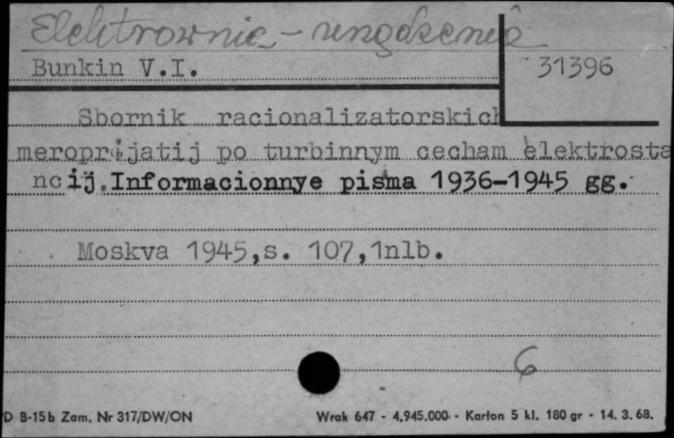 Elektrownie - urządzenia
Bunkin V.I.
31396
Sbornik racionalizatorskich
meroprijatij po turbinnym cecham elektrosta
ncij.Informacionnye pisma 1936-1945 gg.
Moskva 1945,s. 107,1nlb.
6
D B-15b Zam. Nr 317/DW/ON
Wrak 647 - 4.945.000 - Karton 5 kl. 180 gr - 14. 3. 68.